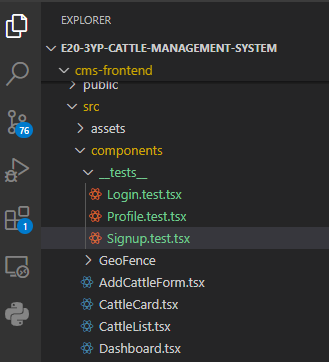 EXPLORER
E20-3YP-CATTLE-MANAGEMENT-SYSTEM
cms-frontend
public
src
76
assets
components
__tests__
Login.test.tsx
Profile.test.tsx
1
Signup.test.tsx
GeoFence
AddCattleForm.tsx
CattleCard.tsx
CattleList.tsx
Dashboard.tsx